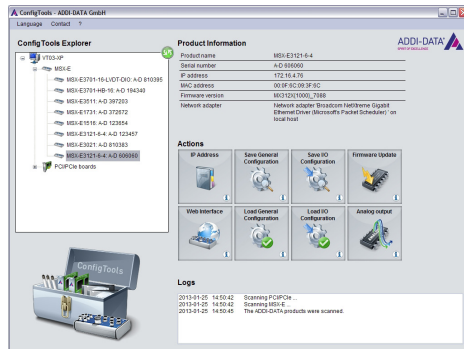 ConfigTools - ADDI-DATA GmbH
Language Contact ?
ConfigTools Explorer
VT03-XP
MSX-E
MSX-E3701-16-LVDT-DIO: A-D 810395
MSX-E3701-HB-16: A-D 194340
MSX-E3511: A-D 397203
MSX-E1731: A-D 372672
MSX-E1516: A-D 123654
MSX-E3121-6-4: A-D 123457
MSX-E3021: A-D 810383
MSX-E3121-6-4: A-D 606060
PCI/PCIe boards
ConfigTools
ADDI-DATA
SPIRIT OF EXCELLENCE
Product Information
Product name MSX-E3121-6-4
Serial number A-D 606060
IP address 172.16.4.76
MAC address 00:0F:6C:09:3F:9C
Firmware version MX312X(1000)_7088
Network adapter Network adapter 'Broadcom NetXtreme Gigabit
Ethernet Driver (Microsoft's Packet Scheduler) ' on
local host
Actions
IP Address
Save General
Configuration
Save I/O
Configuration
Firmware Update
Web Interface
Load General
Configuration
Load I/O
Configuration
Analog output
Logs
2013-01-25 14:50:42 Scanning PCI/PCIe ...
2013-01-25 14:50:42 Scanning MSX-E ...
2013-01-25 14:50:45 The ADDI-DATA products were scanned.